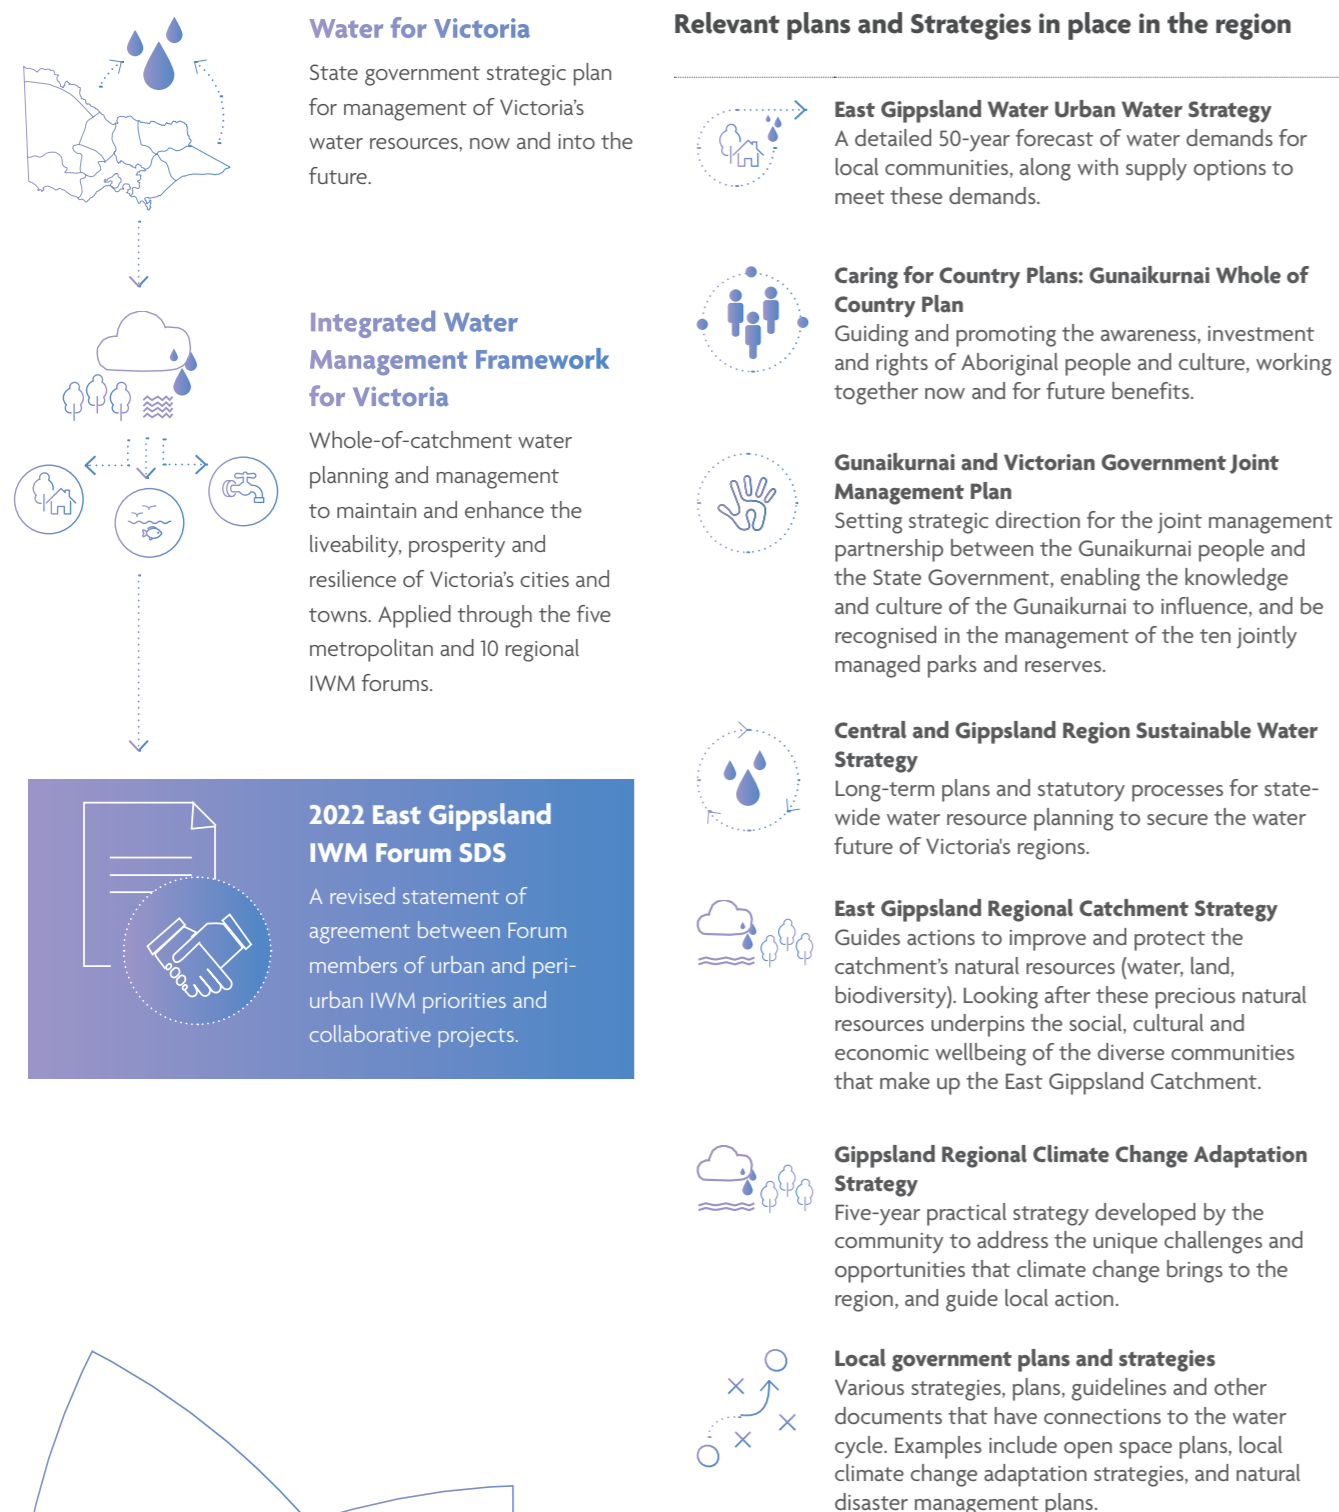 Water for Victoria
State government strategic plan
for management of Victoria's
water resources, now and into the
future.
Integrated Water
Management Framework
for Victoria
Whole-of-catchment water
planning and management
to maintain and enhance the
liveability, prosperity and
resilience of Victoria's cities and
towns. Applied through the five
metropolitan and 10 regional
IWM forums.
2022 East Gippsland
IWM Forum SDS
A revised statement of
agreement between Forum
members of urban and peri-
urban IWM priorities and
collaborative projects.
Relevant plans and Strategies in place in the region
East Gippsland Water Urban Water Strategy
A detailed 50-year forecast of water demands for
local communities, along with supply options to
meet these demands.
Caring for Country Plans: Gunaikurnai Whole of
Country Plan
Guiding and promoting the awareness, investment
and rights of Aboriginal people and culture, working
together now and for future benefits.
Gunaikurnai and Victorian Government Joint
Management Plan
Setting strategic direction for the joint management
partnership between the Gunaikurnai people and
the State Government, enabling the knowledge
and culture of the Gunaikurnai to influence, and be
recognised in the management of the ten jointly
managed parks and reserves.
Central and Gippsland Region Sustainable Water
Strategy
Long-term plans and statutory processes for state-
wide water resource planning to secure the water
future of Victoria's regions.
East Gippsland Regional Catchment Strategy
Guides actions to improve and protect the
catchment's natural resources (water, land,
biodiversity). Looking after these precious natural
resources underpins the social, cultural and
economic wellbeing of the diverse communities
that make up the East Gippsland Catchment.
Gippsland Regional Climate Change Adaptation
Strategy
Five-year practical strategy developed by the
community to address the unique challenges and
opportunities that climate change brings to the
region, and guide local action.
Local government plans and strategies
Various strategies, plans, guidelines and other
documents that have connections to the water
cycle. Examples include open space plans, local
climate change adaptation strategies, and natural
disaster management plans.